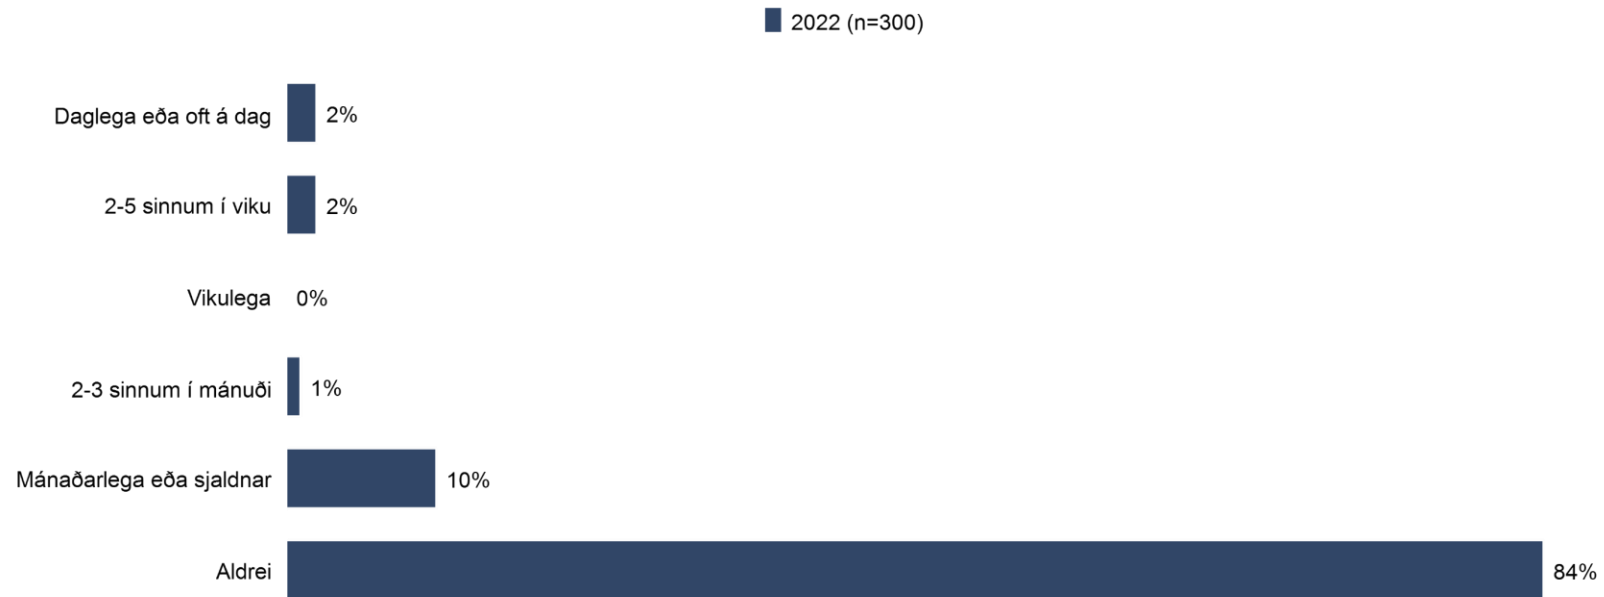 2022 (n=300)
Daglega eða oft á dag 2%
2-5 sinnum í viku 2%
Vikulega 0%
2-3 sinnum í mánuði 1%
Mánaðarlega eða sjaldnar 10%
Aldrei 84%